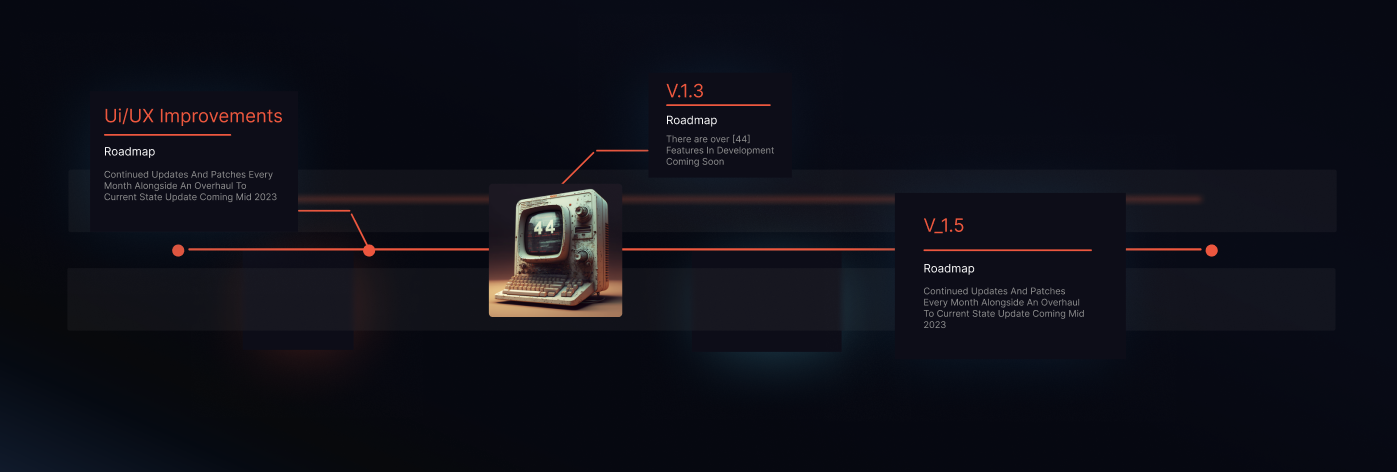 Ui/UX Improvements
Roadmap
Continued Updates And Patches Every
Month Alongside An Overhaul To
Current State Update Coming Mid 2023
V.1.3
Roadmap
There are over [44]
Features In Development
Coming Soon
44
V_1.5
Roadmap
Continued Updates And Patches
Every Month Alongside An Overhaul
To Current State Update Coming Mid
2023